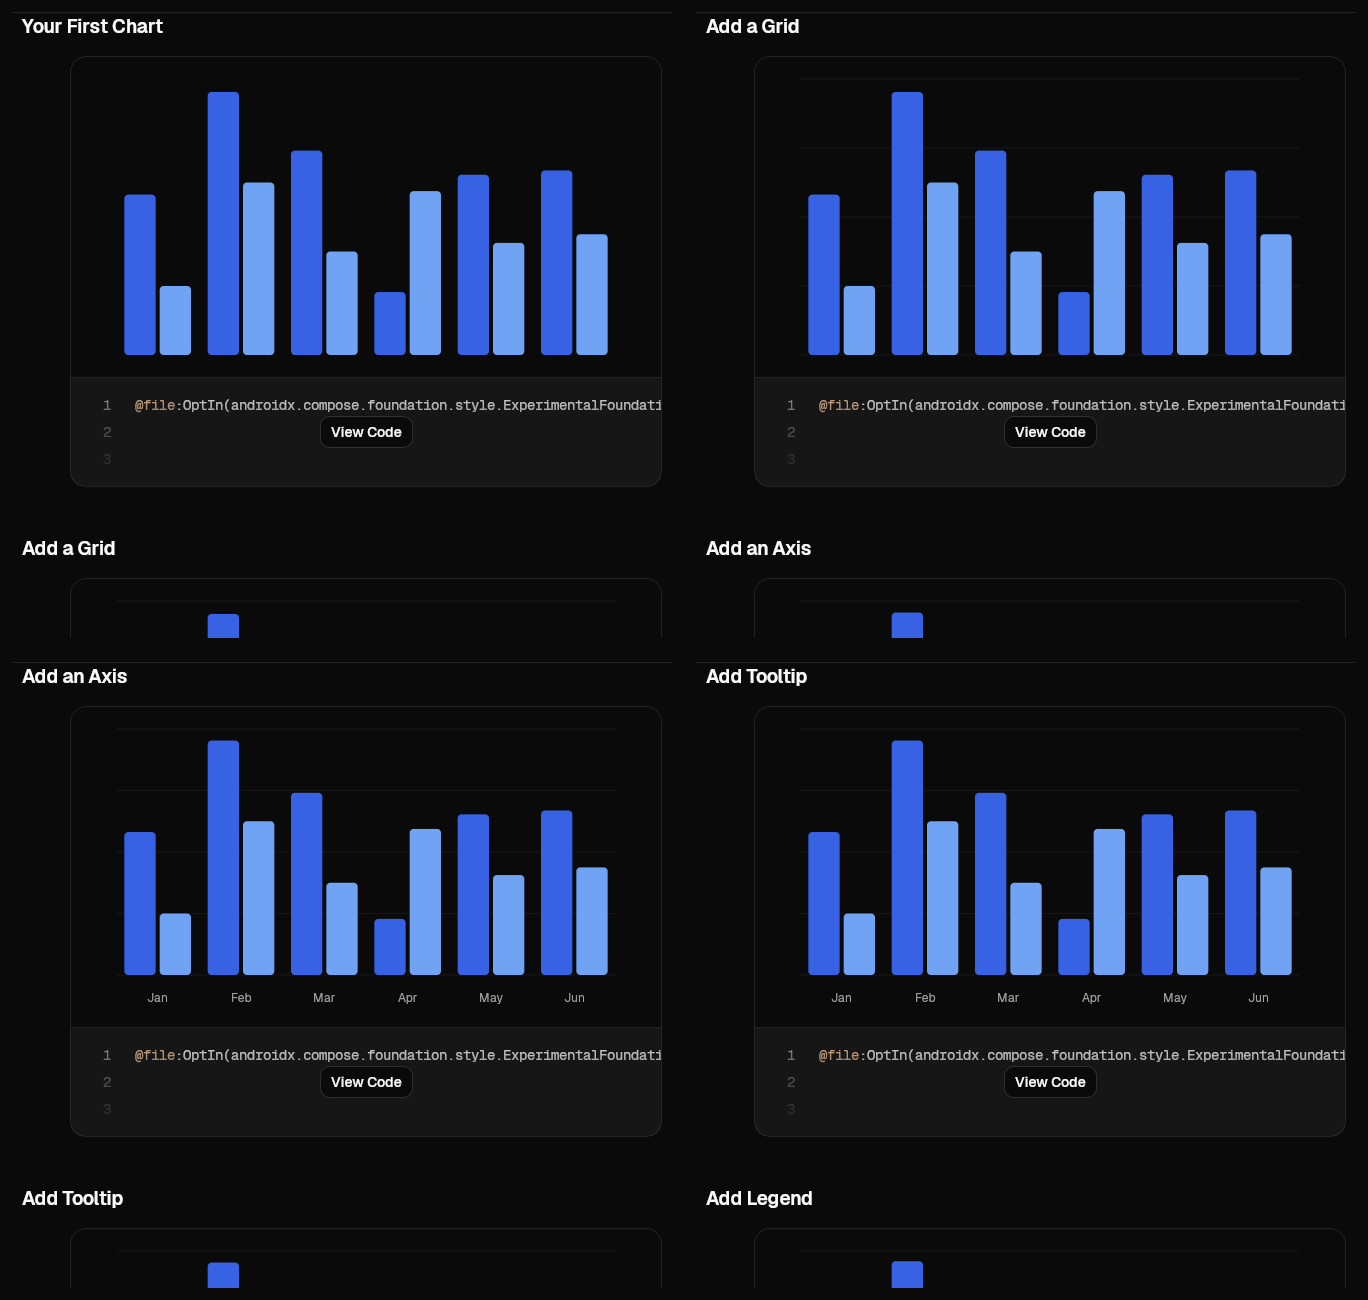 Your First Chart
1 @file:OptIn(androidx.compose.foundation.style.ExperimentalFoundati
2 View Code
3
Add a Grid
Add a Grid
1 @file:OptIn(androidx.compose.foundation.style.ExperimentalFoundati
2 View Code
3
Add an Axis
Add an Axis
Jan Feb Mar Apr May Jun
1 @file:OptIn(androidx.compose.foundation.style.ExperimentalFoundati
2 View Code
3
Add Tooltip
Add Tooltip
Jan Feb Mar Apr May Jun
1 @file:OptIn(androidx.compose.foundation.style.ExperimentalFoundati
2 View Code
3
Add Legend